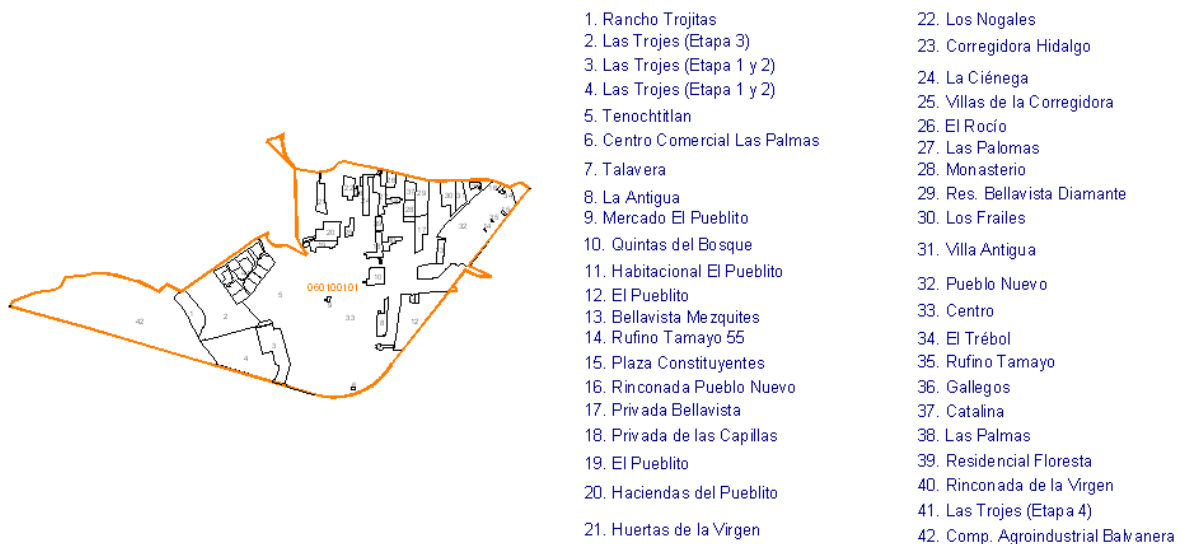 1. Rancho Trojitas
2. Las Trojes (Etapa 3)
3. Las Trojes (Etapa 1 y 2)
4. Las Trojes (Etapa 1 y 2)
5. Tenochtitlan
6. Centro Comercial Las Palmas
7. Talavera
8. La Antigua
9. Mercado El Pueblito
10. Quintas del Bosque
11. Habitacional El Pueblito
12. El Pueblito
13. Bellavista Mezquites
14. Rufino Tamayo 55
15. Plaza Constituyentes
16. Rinconada Pueblo Nuevo
17. Privada Bellavista
18. Privada de las Capillas
19. El Pueblito
20. Haciendas del Pueblito
21. Huertas de la Virgen
22. Los Nogales
23. Corregidora Hidalgo
24. La Ciénega
25. Villas de la Corregidora
26. El Rocío
27. Las Palomas
28. Monasterio
29. Res. Bellavista Diamante
30. Los Frailes
31. Villa Antigua
32. Pueblo Nuevo
33. Centro
34. El Trébol
35. Rufino Tamayo
36. Gallegos
37. Catalina
38. Las Palmas
39. Residencial Floresta
40. Rinconada de la Virgen
41. Las Trojes (Etapa 4)
42. Comp. Agroindustrial Balvanera
060100101
20
32
17
10
5
33
12
42
1
2
3
4